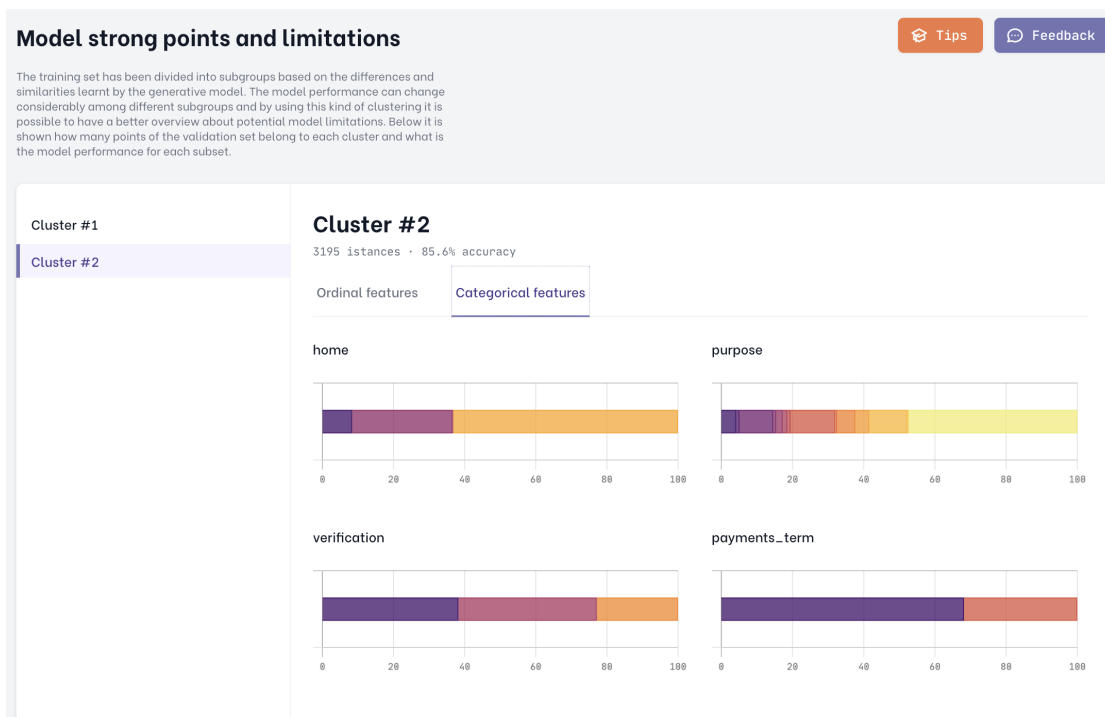 Model strong points and limitations
Tips
Feedback
The training set has been divided into subgroups based on the differences and
similarities learnt by the generative model. The model performance can change
considerably among different subgroups and by using this kind of clustering it is
possible to have a better overview about potential model limitations. Below it is
shown how many points of the validation set belong to each cluster and what is
the model performance for each subset.
Cluster #1
Cluster #2
Cluster #2
3195 istances · 85.6% accuracy
Ordinal features
Categorical features
home
0 20 40 60 80 100
purpose
0 20 40 60 80 100
verification
0 20 40 60 80 100
payments_term
0 20 40 60 80 100